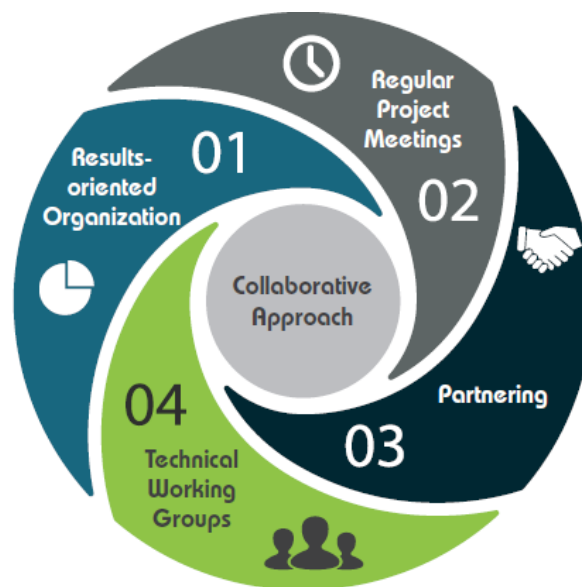 01
Results-
oriented
Organization
Regular
Project
Meetings
02
Collaborative
Approach
Partnering
03
04
Technical
Working
Groups